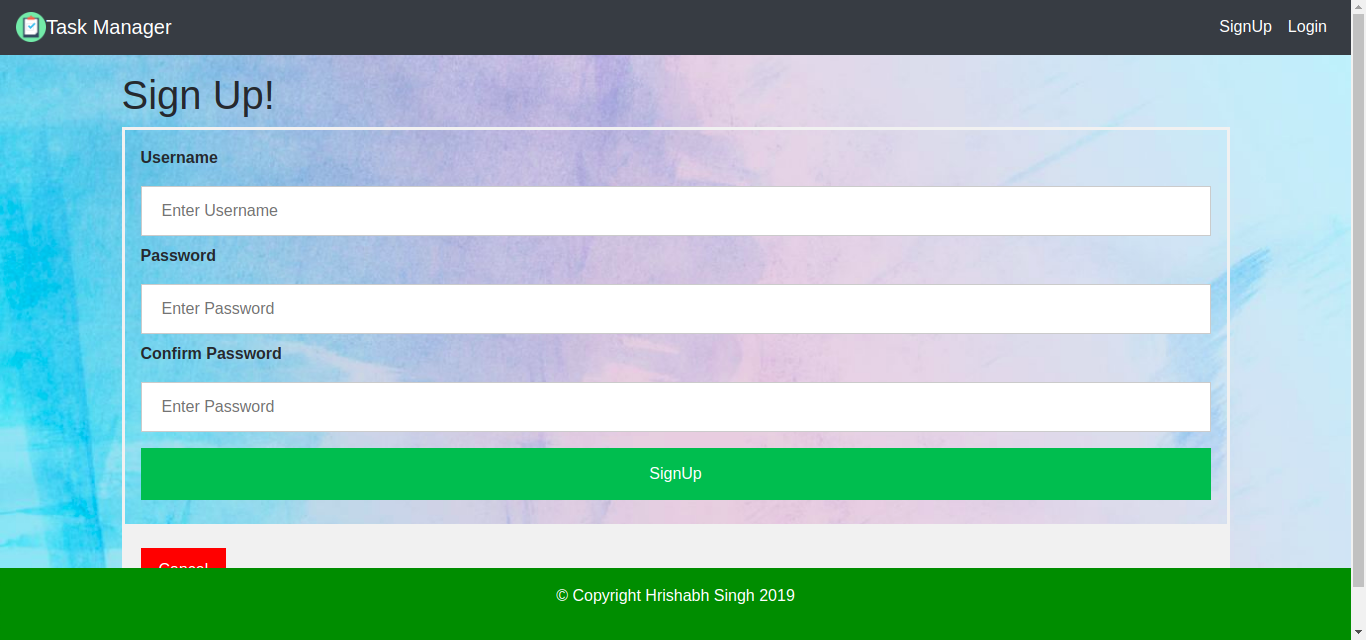 Task Manager
SignUp Login
Sign Up!
Username
Enter Username
Password
Enter Password
Confirm Password
Enter Password
SignUp
Cancel
© Copyright Hrishabh Singh 2019